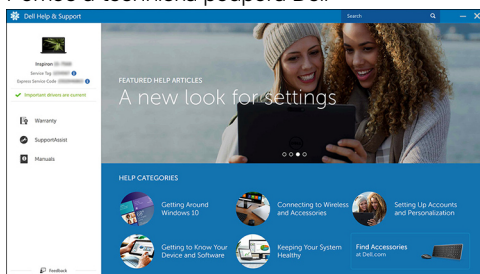 Pomoc a technická podpora Dell
Dell Help & Support
Search
Inspiron
Service Tag
Express Service Code
Important drivers are current
Warranty
SupportAssist
Manuals
Feedback
FEATURED HELP ARTICLES
A new look for settings
HELP CATEGORIES
Getting Around
Windows 10
Connecting to Wireless
and Accessories
Setting Up Accounts
and Personalization
Getting to Know Your
Device and Software
Keeping Your System
Healthy
Find Accessories
at Dell.com